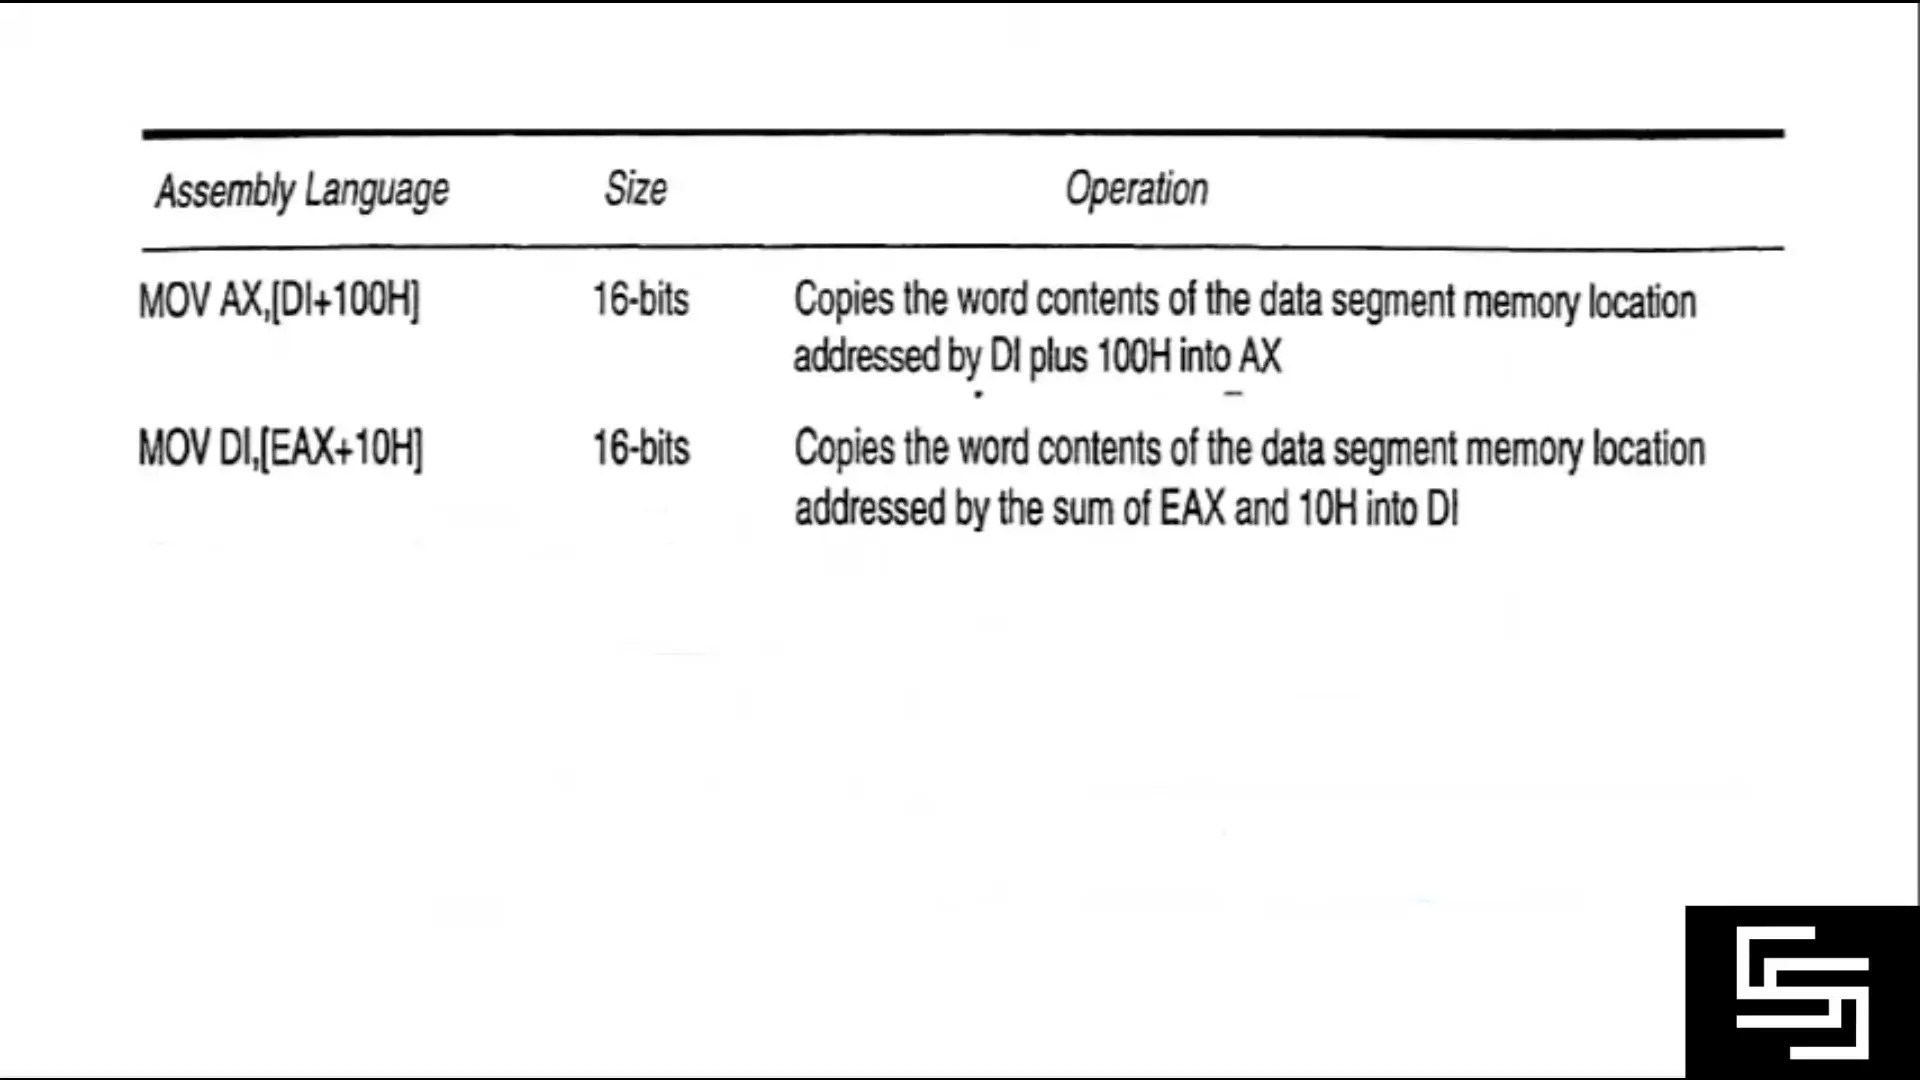 Assembly Language Size Operation
MOV AX,[DI+100H] 16-bits Copies the word contents of the data segment memory location
addressed by DI plus 100H into AX
MOV DI,[EAX+10H] 16-bits Copies the word contents of the data segment memory location
addressed by the sum of EAX and 10H into DI